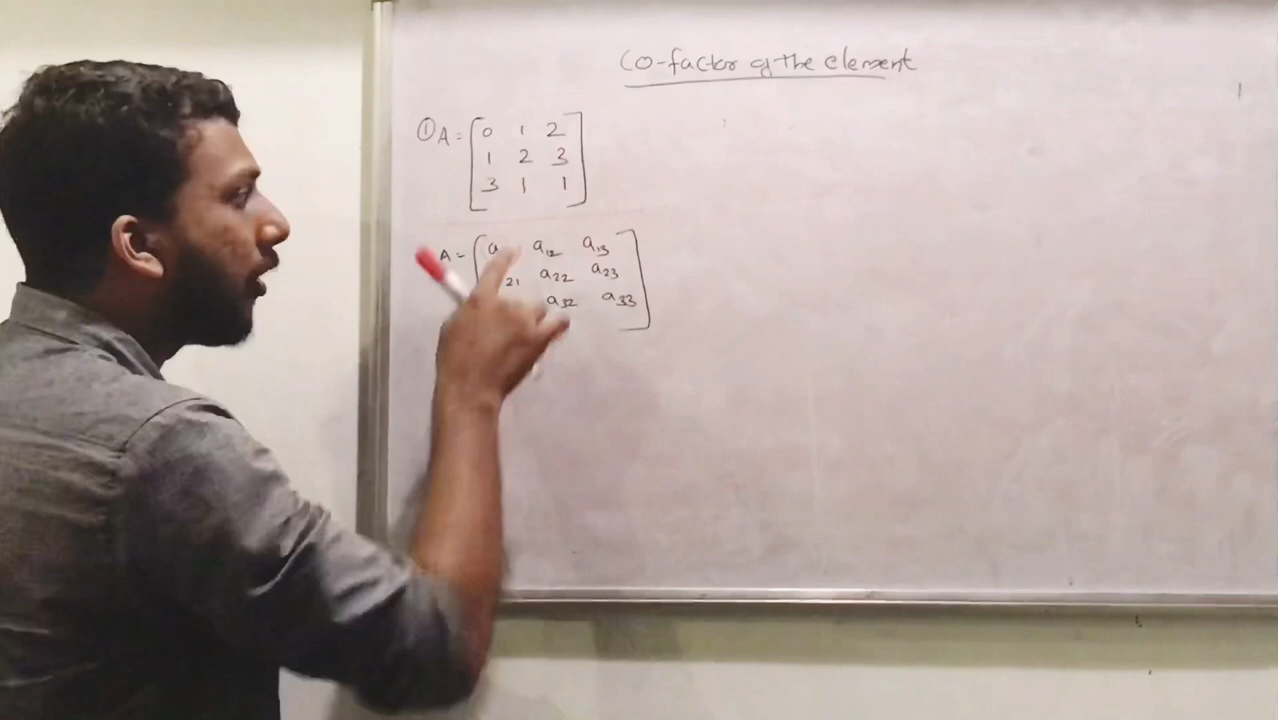 Co-factor of the element
① A = [0 1 2
1 2 3
3 1 1]
A = [a a₁₂ a₁₃
₂₁ a₂₂ a₂₃
a₃₂ a₃₃]